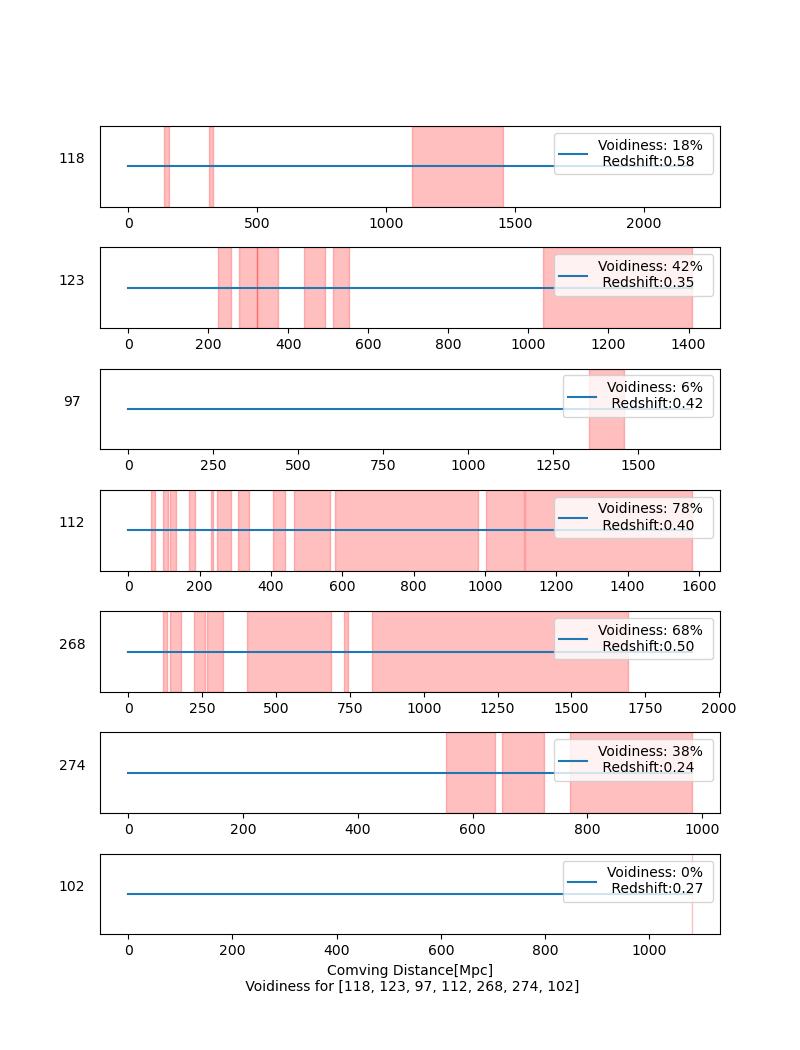 118
Voidiness: 18%
Redshift:0.58
0 500 1000 1500 2000
123
Voidiness: 42%
Redshift:0.35
0 200 400 600 800 1000 1200 1400
97
Voidiness: 6%
Redshift:0.42
0 250 500 750 1000 1250 1500
112
Voidiness: 78%
Redshift:0.40
0 200 400 600 800 1000 1200 1400 1600
268
Voidiness: 68%
Redshift:0.50
0 250 500 750 1000 1250 1500 1750 2000
274
Voidiness: 38%
Redshift:0.24
0 200 400 600 800 1000
102
Voidiness: 0%
Redshift:0.27
0 200 400 600 800 1000
Comving Distance[Mpc]
Voidiness for [118, 123, 97, 112, 268, 274, 102]